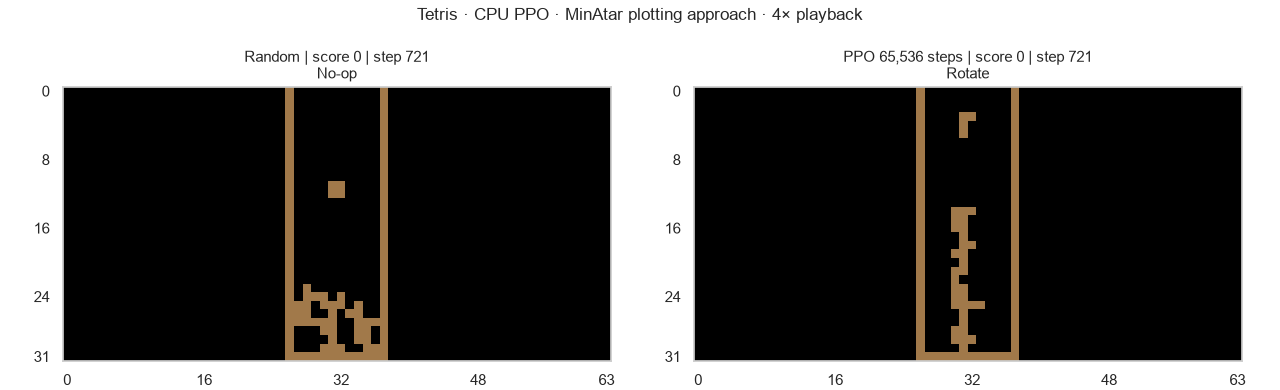 Tetris · CPU PPO · MinAtar plotting approach · 4× playback
Random | score 0 | step 721
No-op
0
8
16
24
31
0 16 32 48 63
PPO 65,536 steps | score 0 | step 721
Rotate
0
8
16
24
31
0 16 32 48 63